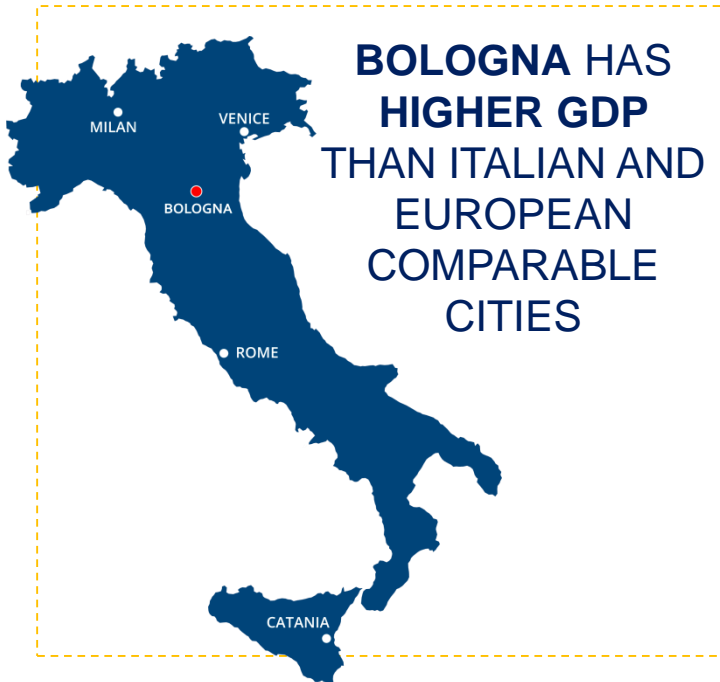 BOLOGNA HAS
HIGHER GDP
THAN ITALIAN AND
EUROPEAN
COMPARABLE
CITIES
MILAN
VENICE
BOLOGNA
ROME
CATANIA